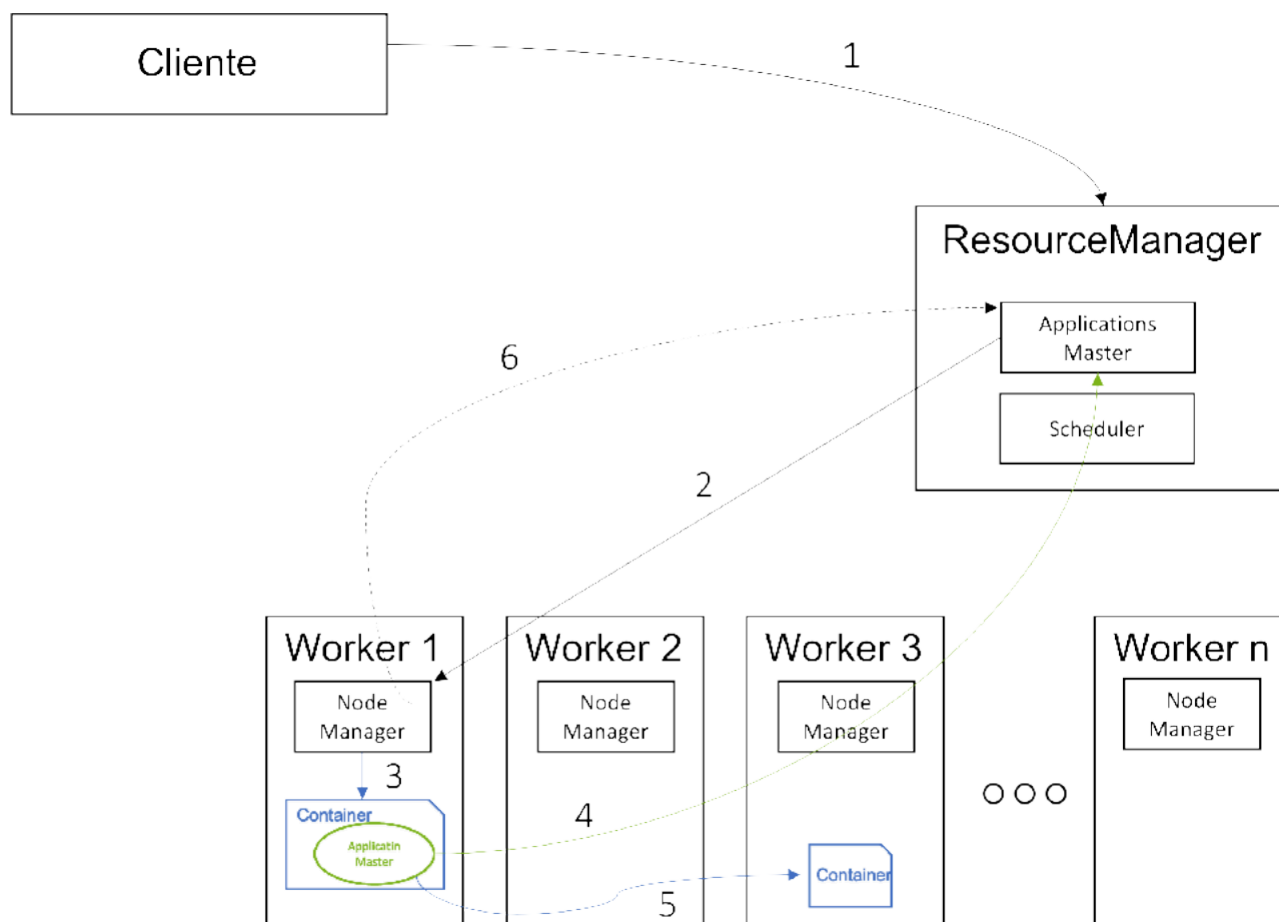 Cliente
1
ResourceManager
Applications
Master
6
Scheduler
2
Worker 1
Worker 2
Worker 3
Worker n
Node
Manager
Node
Manager
Node
Manager
Node
Manager
3
Container
Applicatin
Master
4
Container
5